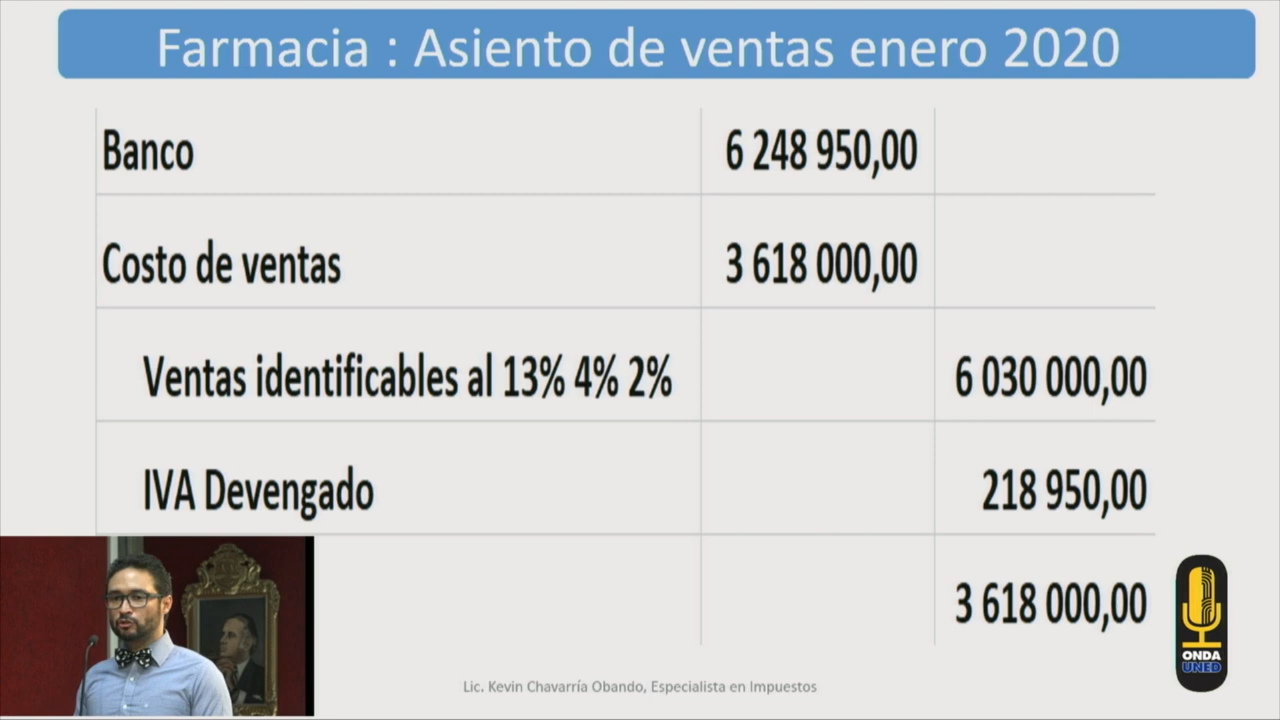 Farmacia : Asiento de ventas enero 2020
Banco 6 248 950,00
Costo de ventas 3 618 000,00
Ventas identificables al 13% 4% 2% 6 030 000,00
IVA Devengado 218 950,00
3 618 000,00
ONDA
UNED
Lic. Kevin Chavarría Obando, Especialista en Impuestos